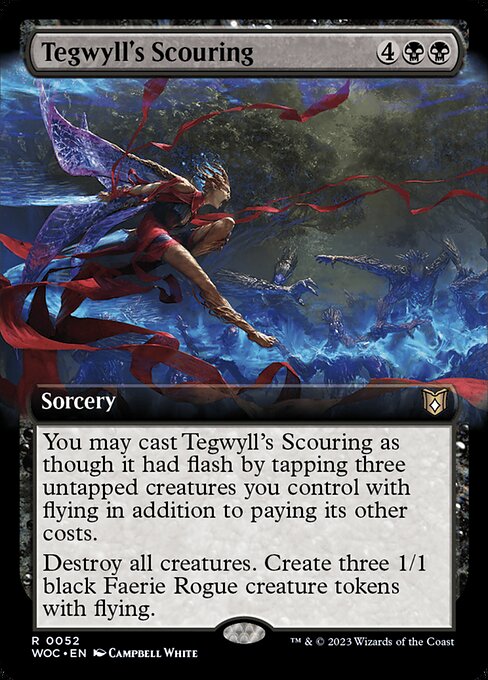 Tegwyll's Scouring 4
Sorcery
You may cast Tegwyll's Scouring as
though it had flash by tapping three
untapped creatures you control with
flying in addition to paying its other
costs.
Destroy all creatures. Create three 1/1
black Faerie Rogue creature tokens
with flying.
R 0052
WOC • EN Campbell White
™ & © 2023 Wizards of the Coast